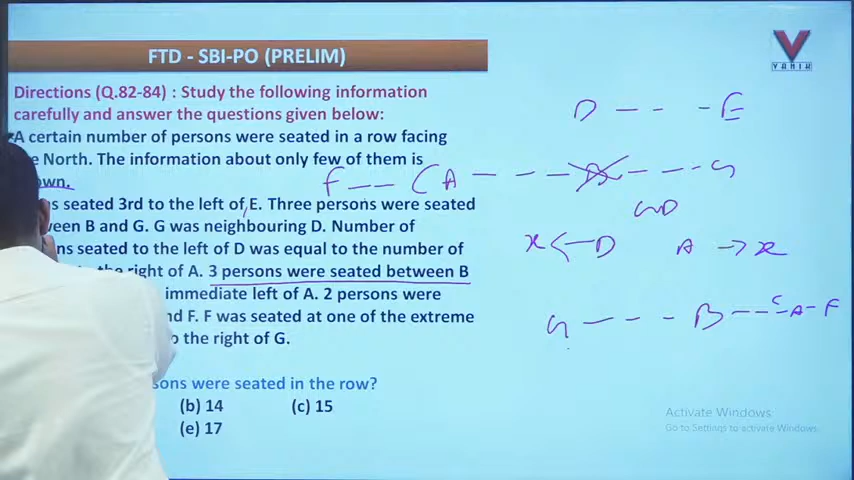 FTD - SBI-PO (PRELIM)
VANIK
Directions (Q.82-84) : Study the following information
carefully and answer the questions given below:
A certain number of persons were seated in a row facing
North. The information about only few of them is
own.
s seated 3rd to the left of E. Three persons were seated
een B and G. G was neighbouring D. Number of
ns seated to the left of D was equal to the number of
right of A. 3 persons were seated between B
immediate left of A. 2 persons were
nd F. F was seated at one of the extreme
to the right of G.
sons were seated in the row?
(b) 14 (c) 15
(e) 17
D - - - E
F - - C A - - - B - - - G
GD
x <- D A -> x
G - - - B - - - C A - F
Activate Windows
Go to Settings to activate Windows.